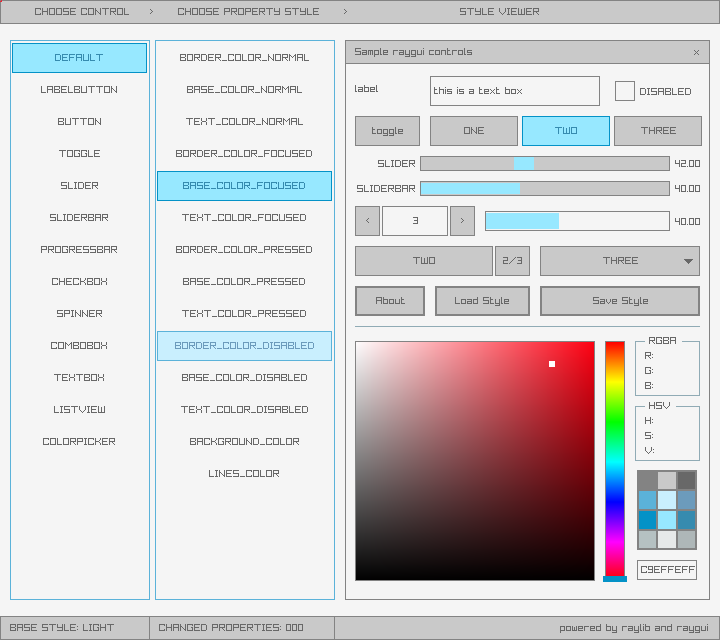 CHOOSE CONTROL > CHOOSE PROPERTY STYLE > STYLE VIEWER
DEFAULT
LABELBUTTON
BUTTON
TOGGLE
SLIDER
SLIDERBAR
PROGRESSBAR
CHECKBOX
SPINNER
COMBOBOX
TEXTBOX
LISTVIEW
COLORPICKER
BORDER_COLOR_NORMAL
BASE_COLOR_NORMAL
TEXT_COLOR_NORMAL
BORDER_COLOR_FOCUSED
BASE_COLOR_FOCUSED
TEXT_COLOR_FOCUSED
BORDER_COLOR_PRESSED
BASE_COLOR_PRESSED
TEXT_COLOR_PRESSED
BORDER_COLOR_DISABLED
BASE_COLOR_DISABLED
TEXT_COLOR_DISABLED
BACKGROUND_COLOR
LINES_COLOR
Sample raygui controls ×
label this is a text box DISABLED
toggle ONE TWO THREE
SLIDER 42.00
SLIDERBAR 40.00
< 3 > 40.00
TWO 2/3 THREE
About Load Style Save Style
RGBA
R:
G:
B:
HSV
H:
S:
V:
C9EFFEFF
BASE STYLE: LIGHT CHANGED PROPERTIES: 000 powered by raylib and raygui